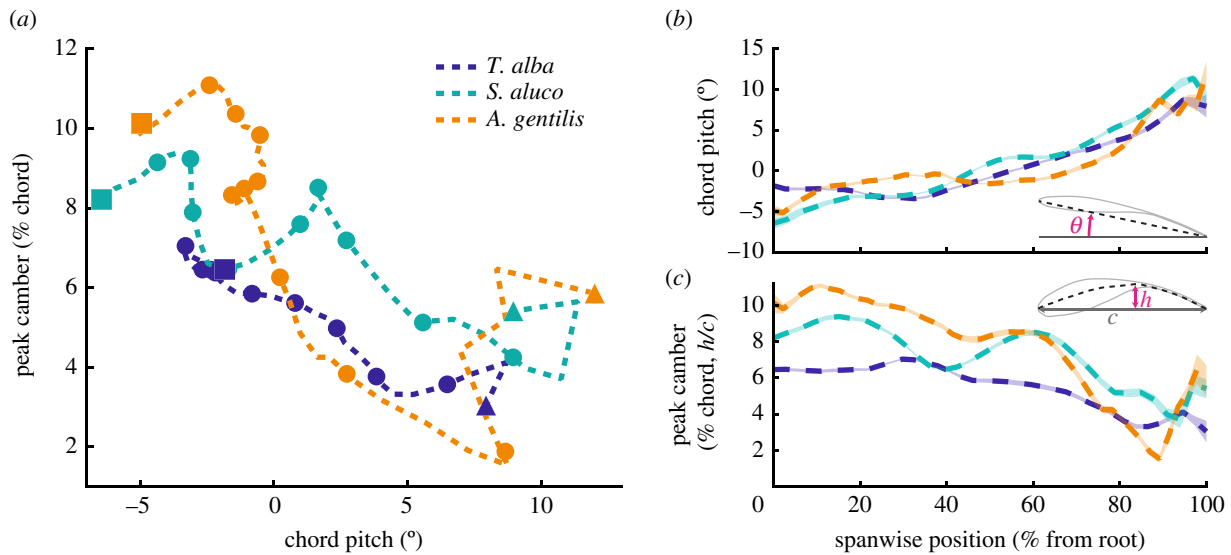 (a)
12
10
8
6
4
2
peak camber (% chord)
T. alba
S. aluco
A. gentilis
−5
0
5
10
chord pitch (°)
(b)
15
10
5
0
−5
−10
chord pitch (°)
θ
(c)
10
8
6
4
2
peak camber
(% chord, h/c)
h
c
0
20
40
60
80
100
spanwise position (% from root)